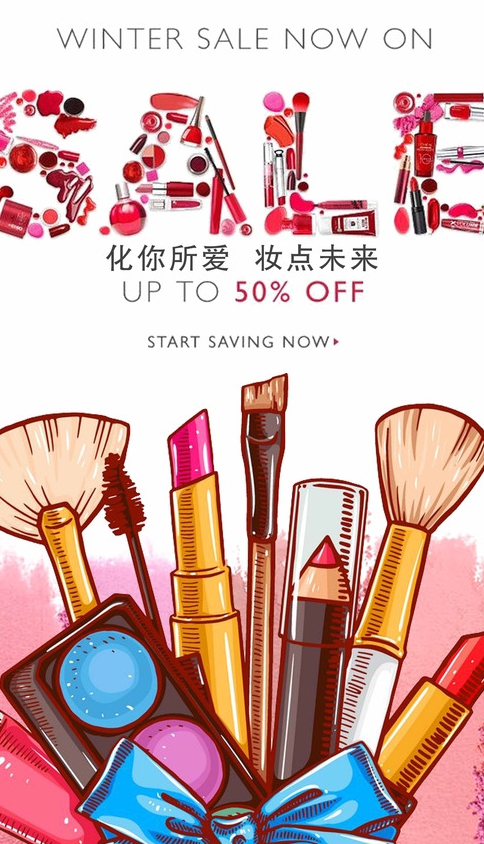 WINTER SALE NOW ON
SALE
化你所爱 妆点未来
UP TO 50% OFF
START SAVING NOW